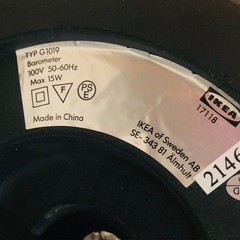 TYP G1019
Barometer
100V 50-60Hz
Max 15W
F
PS
E
Made in China
IKEA
17118
IKEA of Sweden AB
SE- 343 81 Älmhult
2146
D